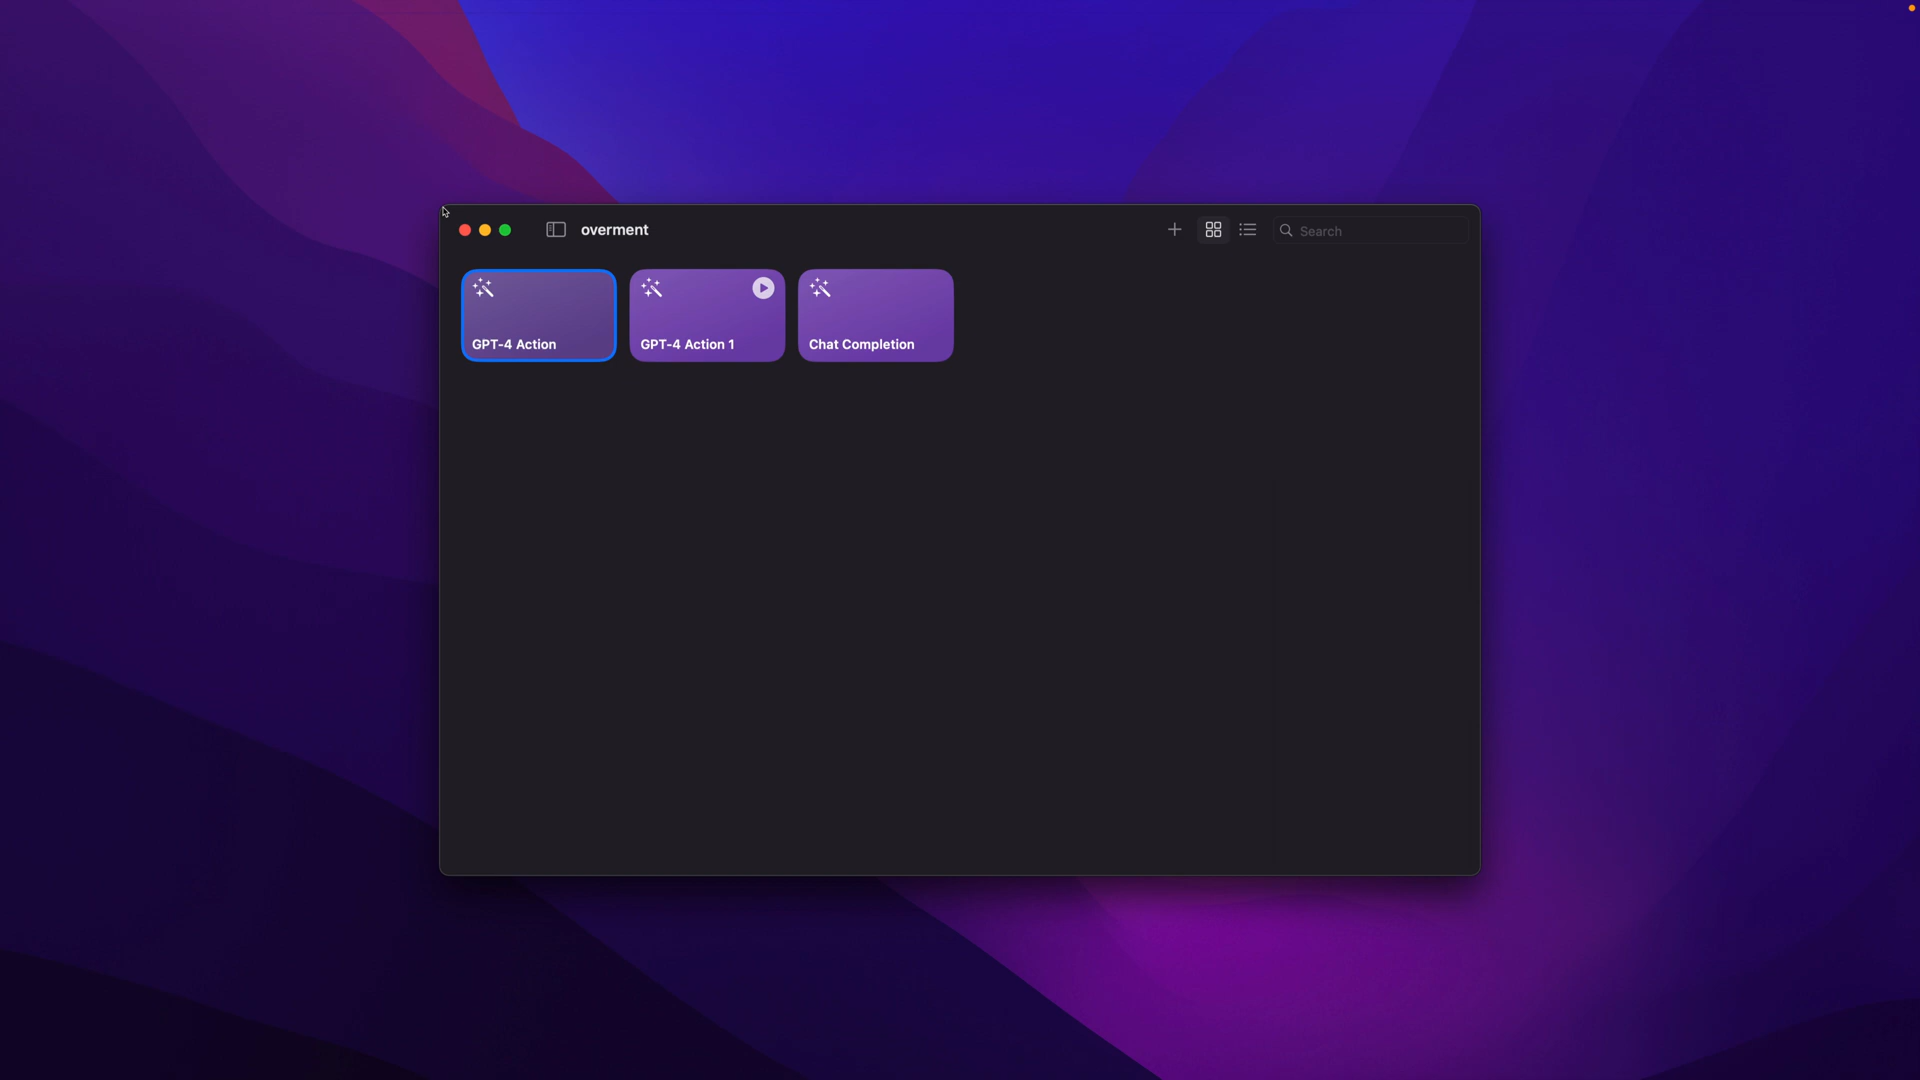 overment
Search
GPT-4 Action
GPT-4 Action 1
Chat Completion